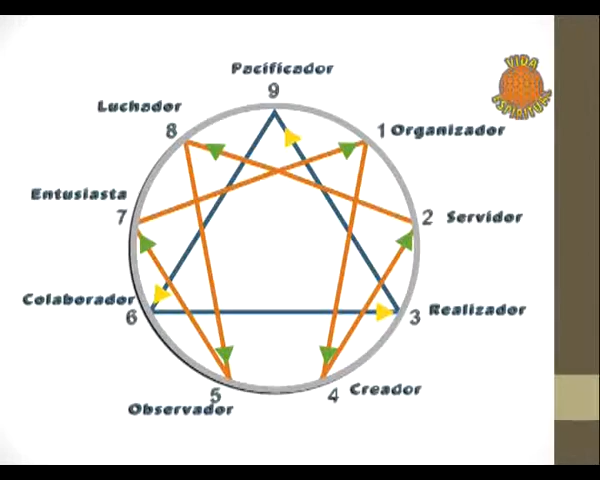 Pacificador
9
VIDA
ESPIRITUAL
Luchador
8
1 Organizador
Entusiasta
7
2 Servidor
Colaborador
6
3 Realizador
5
4 Creador
Observador